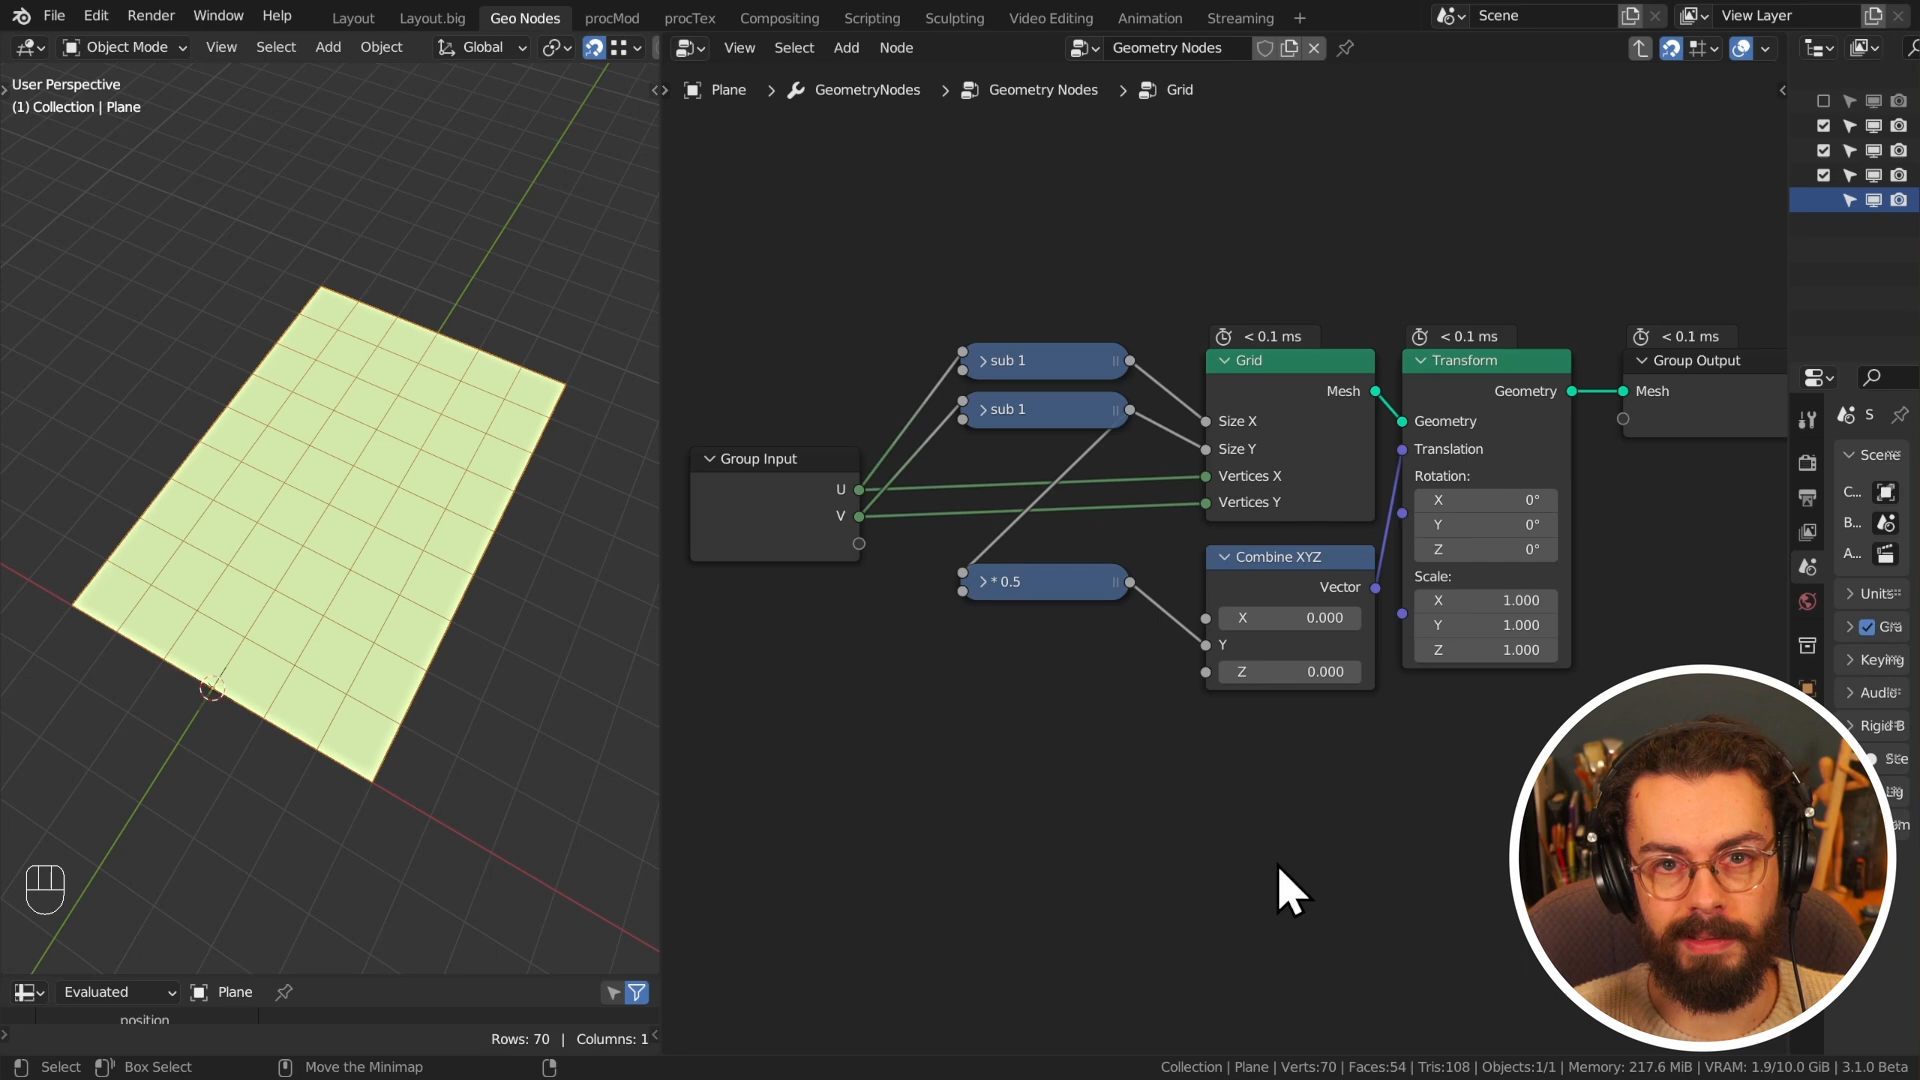 File Edit Render Window Help Layout Layout.big Geo Nodes procMod procTex Compositing Scripting Sculpting Video Editing Animation Streaming + Scene View Layer
Object Mode View Select Add Object Global View Select Add Node Geometry Nodes
User Perspective
(1) Collection | Plane
Plane > GeometryNodes > Geometry Nodes > Grid
< 0.1 ms
< 0.1 ms
< 0.1 ms
sub 1
sub 1
Grid
Mesh
Size X
Size Y
Vertices X
Vertices Y
Transform
Geometry
Geometry
Translation
Rotation:
X 0°
Y 0°
Z 0°
Scale:
X 1.000
Y 1.000
Z 1.000
Group Output
Mesh
Group Input
U
V
* 0.5
Combine XYZ
Vector
X 0.000
Y
Z 0.000
S
Scene
C...
B...
A...
Units
Gra
Keying
Audio
Rigid B
Evaluated Plane
position
Rows: 70 | Columns: 1
Select Box Select Move the Minimap Collection | Plane | Verts:70 | Faces:54 | Tris:108 | Objects:1/1 | Memory: 217.6 MiB | VRAM: 1.9/10.0 GiB | 3.1.0 Beta